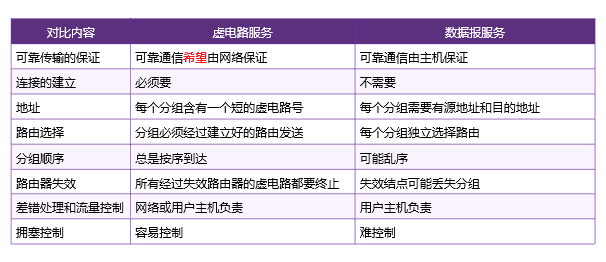 对比内容 虚电路服务 数据报服务
可靠传输的保证 可靠通信希望由网络保证 可靠通信由主机保证
连接的建立 必须要 不需要
地址 每个分组含有一个短的虚电路号 每个分组需要有源地址和目的地址
路由选择 分组必须经过建立好的路由发送 每个分组独立选择路由
分组顺序 总是按序到达 可能乱序
路由器失效 所有经过失效路由器的虚电路都要终止 失效结点可能丢失分组
差错处理和流量控制 网络或用户主机负责 用户主机负责
拥塞控制 容易控制 难控制